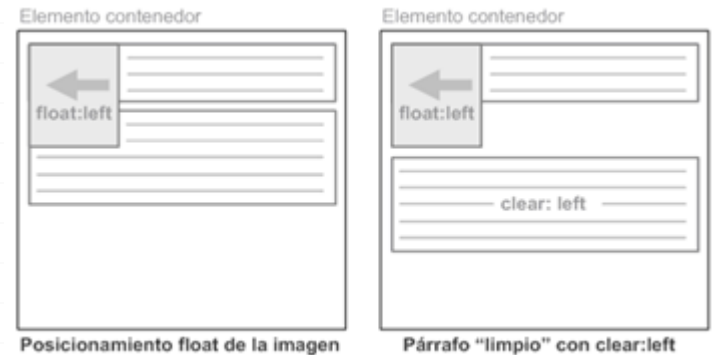 Elemento contenedor
float:left
Posicionamiento float de la imagen
Elemento contenedor
float:left
clear: left
Párrafo “limpio” con clear:left